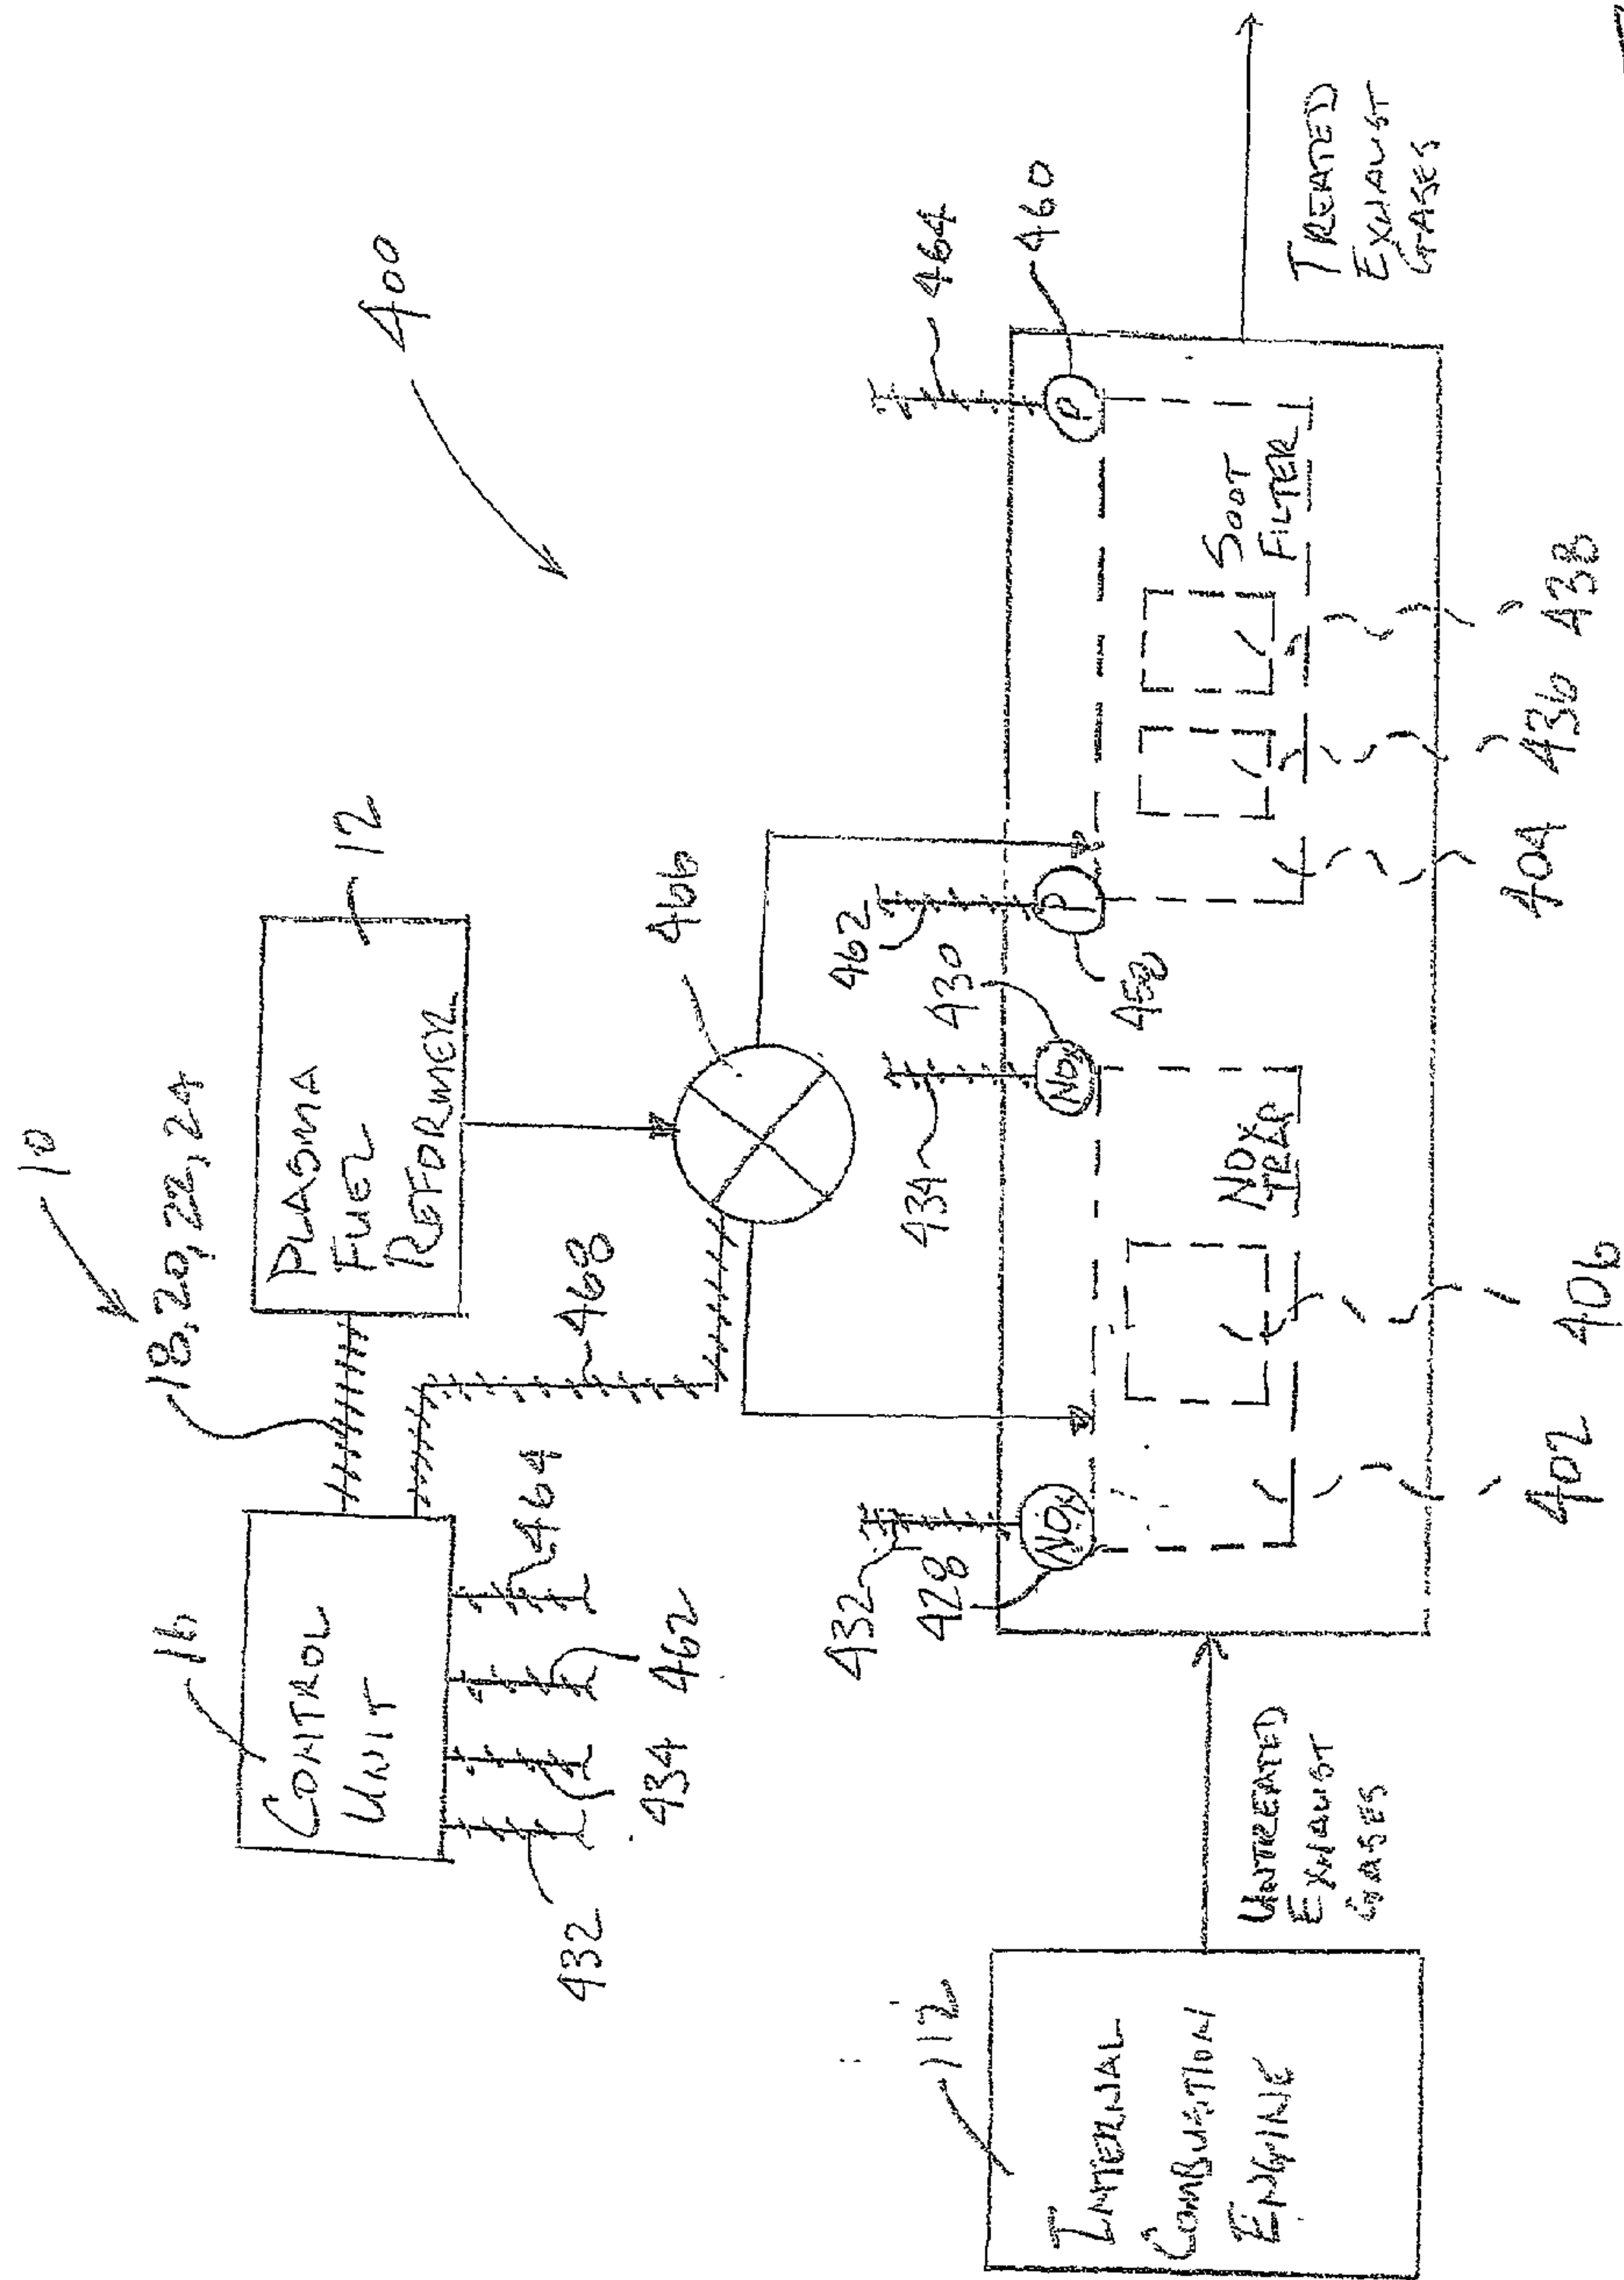 10
18, 20, 22, 24
16
CONTROL
UNIT
PLASMA
FUEL
REFORMER
12
400
432
434
462
464
468
466
432
428
434
430
462
458
464
460
112
INTERNAL
COMBUSTION
ENGINE
UNTREATED
EXHAUST
GASES
NOX
NOX
P
P
NOX
TRAP
SOOT
FILTER
TREATED
EXHAUST
GASES
402
406
404
436
438